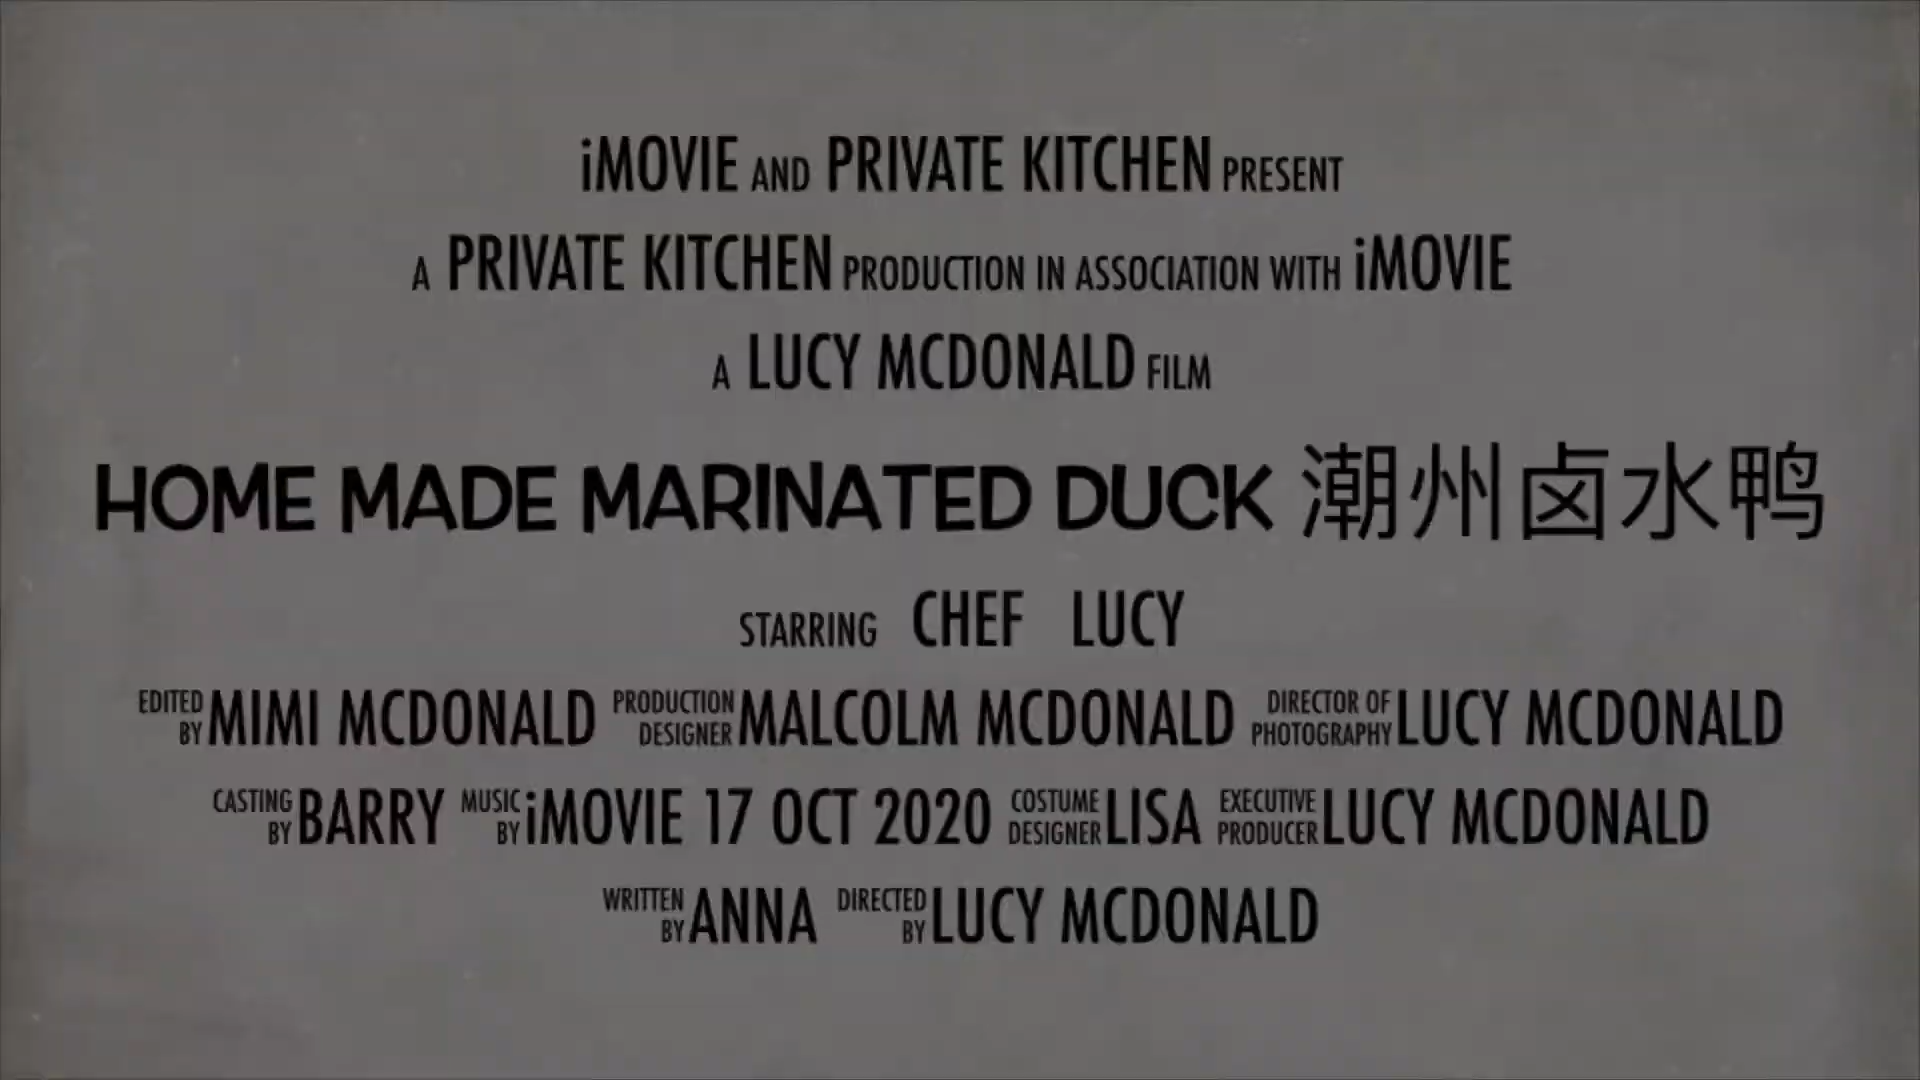 iMOVIE AND PRIVATE KITCHEN PRESENT
A PRIVATE KITCHEN PRODUCTION IN ASSOCIATION WITH iMOVIE
A LUCY MCDONALD FILM
HOME MADE MARINATED DUCK 潮州卤水鸭
STARRING CHEF LUCY
EDITED BY MIMI MCDONALD PRODUCTION DESIGNER MALCOLM MCDONALD DIRECTOR OF PHOTOGRAPHY LUCY MCDONALD
CASTING BY BARRY MUSIC BY iMOVIE 17 OCT 2020 COSTUME DESIGNER LISA EXECUTIVE PRODUCER LUCY MCDONALD
WRITTEN BY ANNA DIRECTED BY LUCY MCDONALD